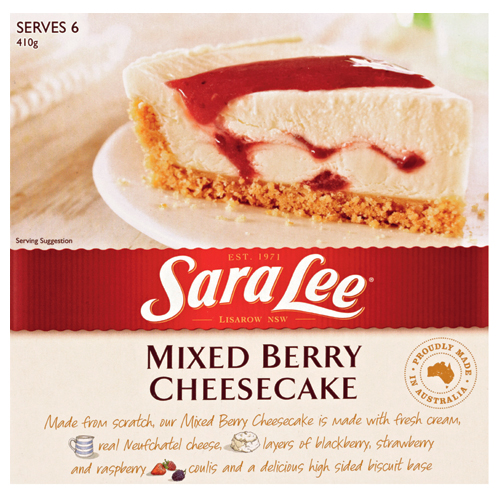 SERVES 6
410g
Serving Suggestion
EST. 1971
Sara Lee®
LISAROW NSW
MIXED BERRY
CHEESECAKE
• PROUDLY MADE •
IN AUSTRALIA
Made from scratch, our Mixed Berry Cheesecake is made with fresh cream,
real Neufchatel cheese, layers of blackberry, strawberry
and raspberry coulis and a delicious high sided biscuit base